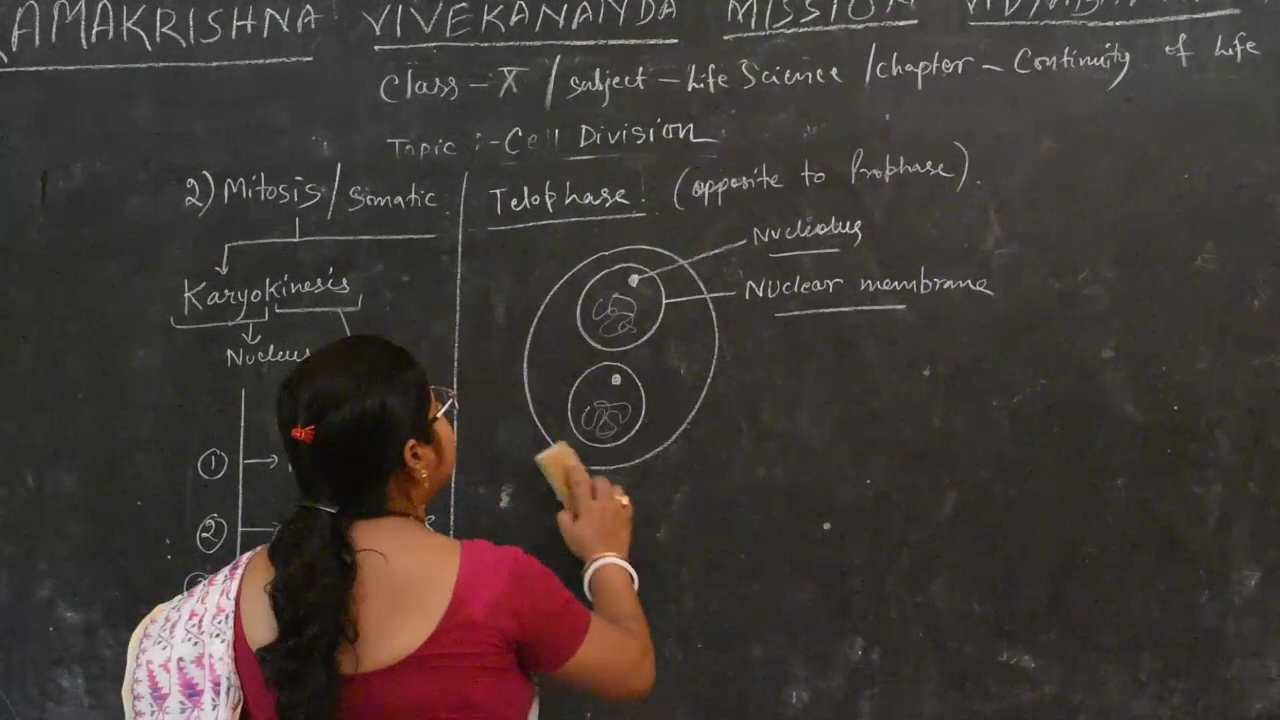 RAMAKRISHNA VIVEKANANDA MISSION
Class - X / subject - Life Science / chapter - Continuity of Life
Topic :- Cell Division
2) Mitosis / Somatic
Telophase! (opposite to Prophase).
Karyokinesis
Nucleus
Nucleolus
Nuclear membrane
1
2